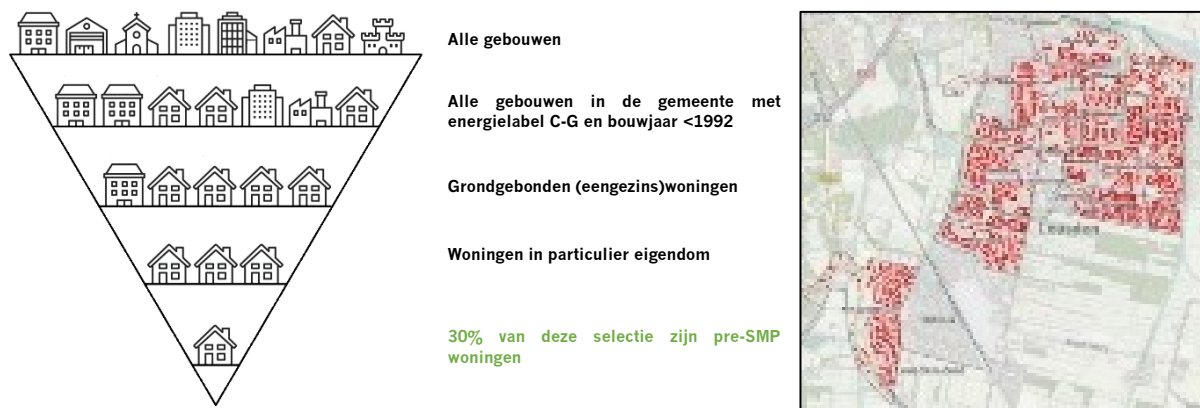 Alle gebouwen
Alle gebouwen in de gemeente met
energielabel C-G en bouwjaar <1992
Grondgebonden (eengezins)woningen
Woningen in particulier eigendom
30% van deze selectie zijn pre-SMP
woningen
Leusden